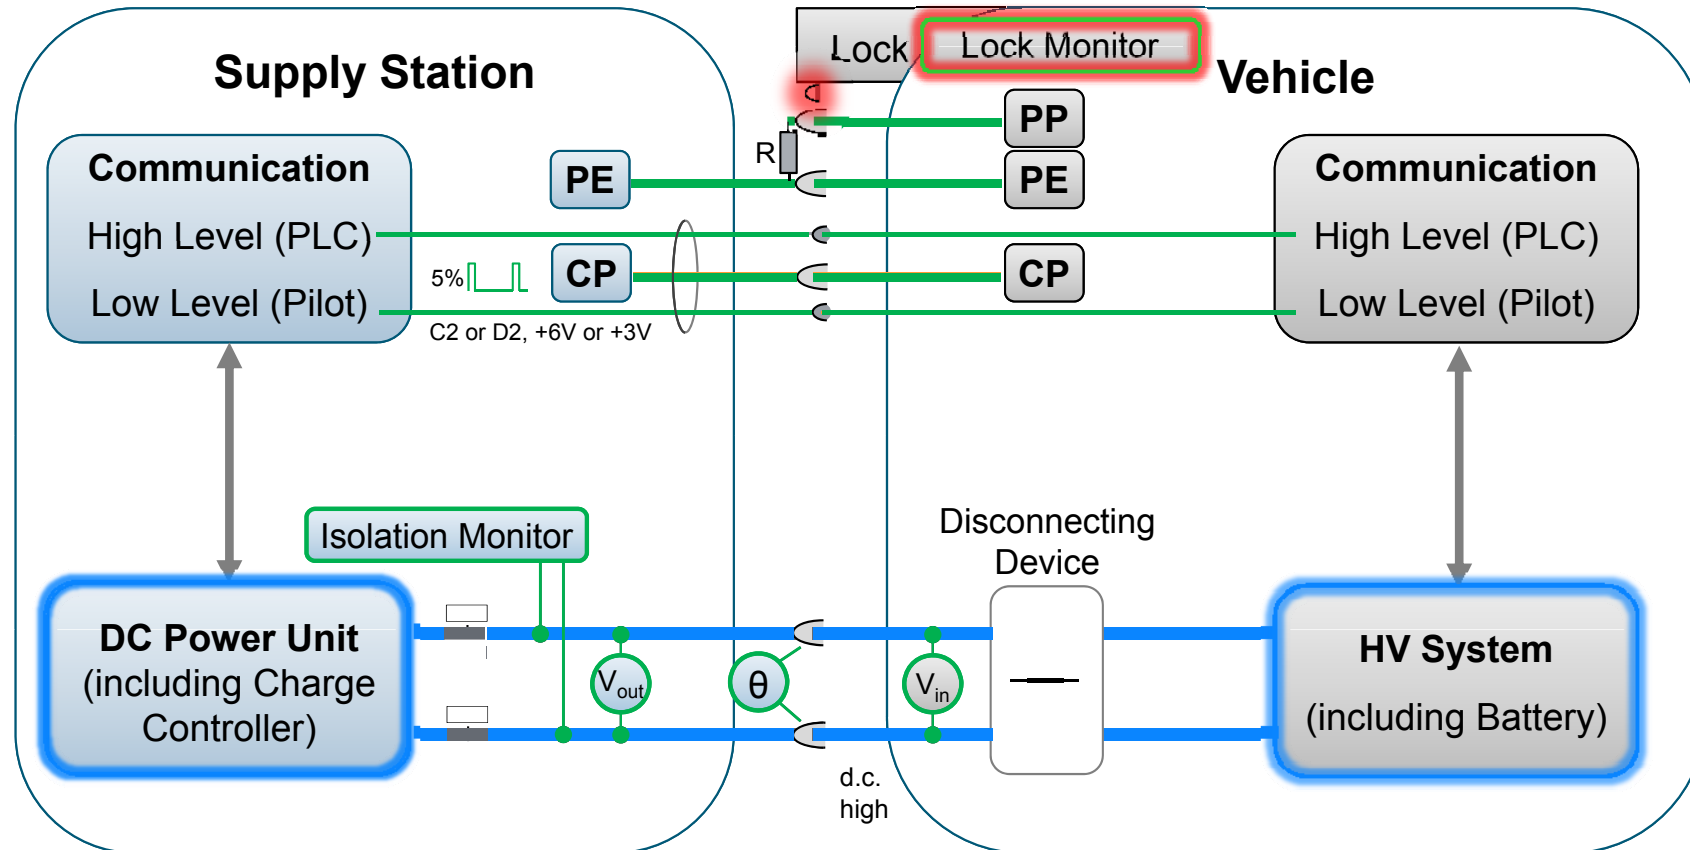 Supply Station
Lock
Lock Monitor
Vehicle
PP
R
PE
PE
Communication
High Level (PLC)
Low Level (Pilot)
5%
CP
CP
C2 or D2, +6V or +3V
Communication
High Level (PLC)
Low Level (Pilot)
Isolation Monitor
Disconnecting
Device
DC Power Unit
(including Charge
Controller)
Vout
θ
Vin
HV System
(including Battery)
d.c.
high